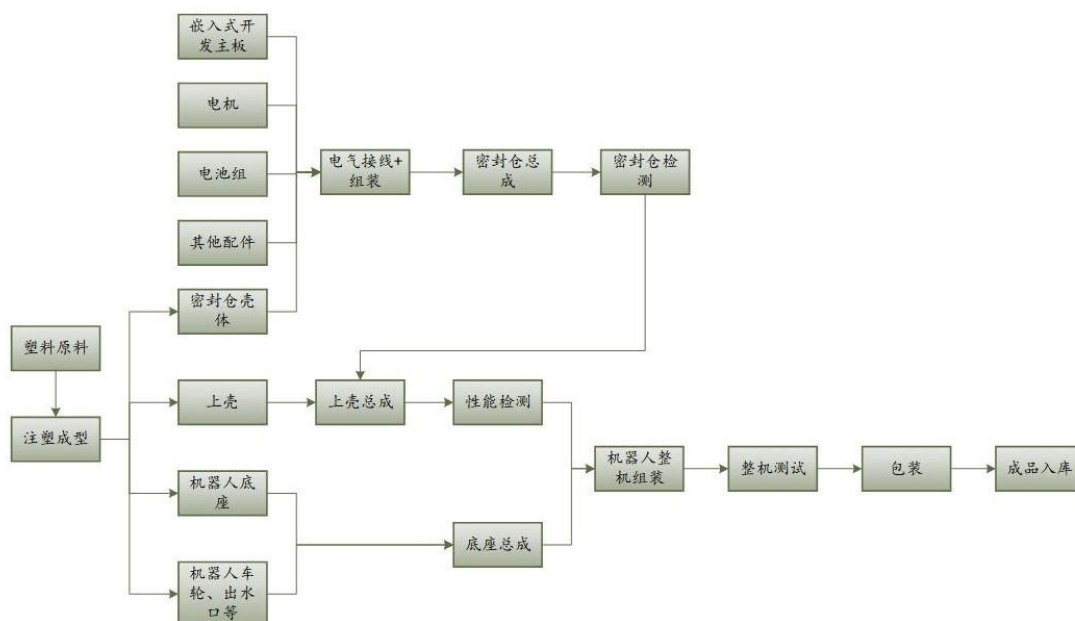 嵌入式开
发主板
电机
电池组
其他配件
密封仓壳
体
电气接线+
组装
密封仓总
成
密封仓检
测
塑料原料
注塑成型
上壳
上壳总成
性能检测
机器人底
座
机器人车
轮、出水
口等
底座总成
机器人整
机组装
整机测试
包装
成品入库